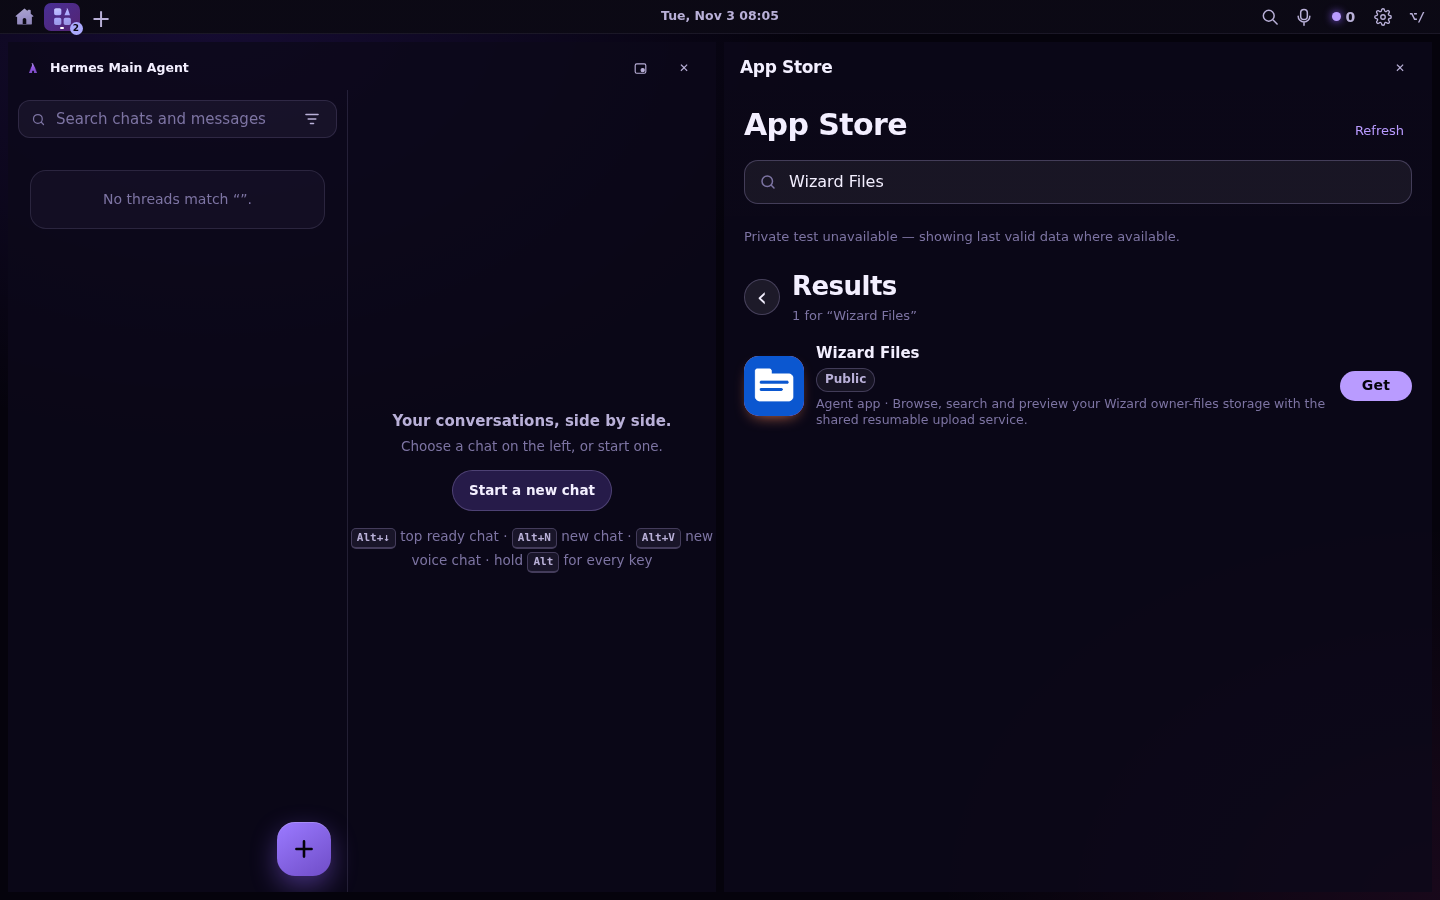 2
Tue, Nov 3 08:05
0
⌥/
Hermes Main Agent
Search chats and messages
No threads match “”.
Your conversations, side by side.
Choose a chat on the left, or start one.
Start a new chat
Alt+↓ top ready chat · Alt+N new chat · Alt+V new
voice chat · hold Alt for every key
App Store
App Store
Refresh
Wizard Files
Private test unavailable — showing last valid data where available.
Results
1 for “Wizard Files”
Wizard Files
Public
Agent app · Browse, search and preview your Wizard owner-files storage with the
shared resumable upload service.
Get